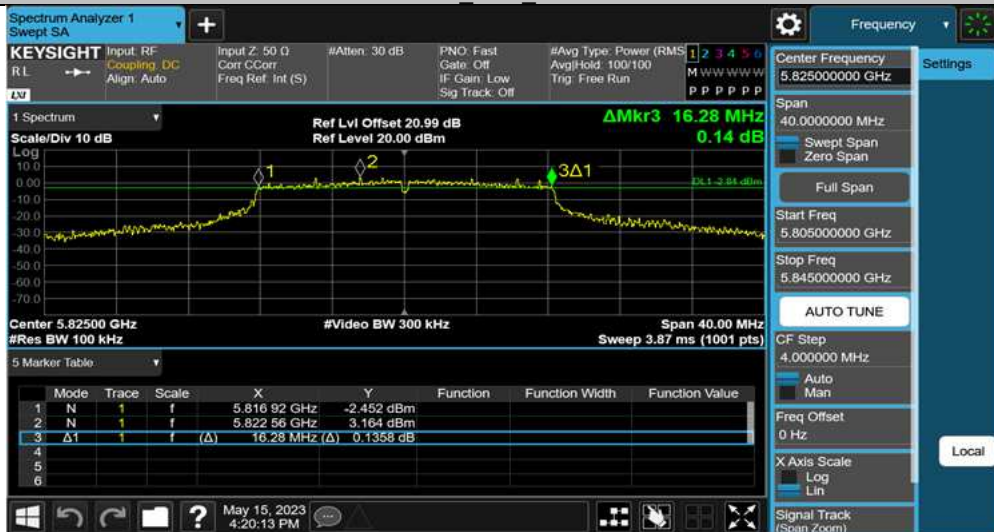 Spectrum Analyzer 1
Swept SA
Frequency
KEYSIGHT
RL
LXI
Input: RF
Coupling: DC
Align: Auto
Input Z: 50 Ω
Corr CCorr
Freq Ref: Int (S)
#Atten: 30 dB
PNO: Fast
Gate: Off
IF Gain: Low
Sig Track: Off
#Avg Type: Power (RMS
Avg|Hold: 100/100
Trig: Free Run
1 2 3 4 5 6
M W W W W W
P P P P P P
1 Spectrum
Scale/Div 10 dB
Ref Lvl Offset 20.99 dB
Ref Level 20.00 dBm
ΔMkr3 16.28 MHz
0.14 dB
Log
10.0
0.00
-10.0
-20.0
-30.0
-40.0
-50.0
-60.0
-70.0
1
2
3Δ1
DL1 -2.84 dBm
Center 5.82500 GHz
#Video BW 300 kHz
Span 40.00 MHz
#Res BW 100 kHz
Sweep 3.87 ms (1001 pts)
5 Marker Table
Mode Trace Scale X Y Function Function Width Function Value
1 N 1 f 5.816 92 GHz -2.452 dBm
2 N 1 f 5.822 56 GHz 3.164 dBm
3 Δ1 1 f (Δ) 16.28 MHz (Δ) 0.1358 dB
4
5
6
May 15, 2023
4:20:13 PM
Center Frequency
5.825000000 GHz
Span
40.0000000 MHz
Swept Span
Zero Span
Full Span
Start Freq
5.805000000 GHz
Stop Freq
5.845000000 GHz
AUTO TUNE
CF Step
4.000000 MHz
Auto
Man
Freq Offset
0 Hz
X Axis Scale
Log
Lin
Signal Track
(Span Zoom)
Settings
Local